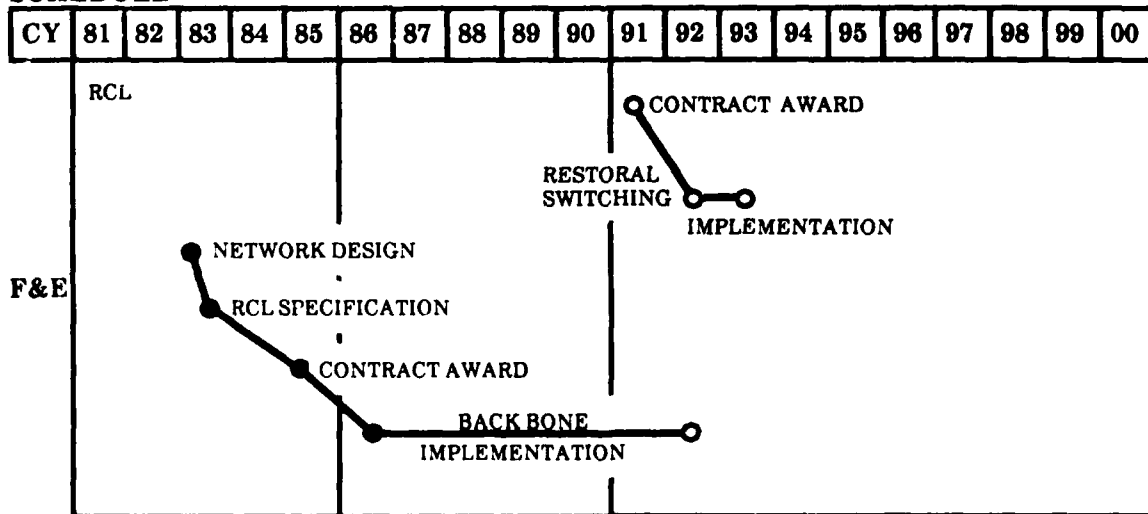 CY 81 82 83 84 85 86 87 88 89 90 91 92 93 94 95 96 97 98 99 00
RCL
CONTRACT AWARD
RESTORAL
SWITCHING
IMPLEMENTATION
NETWORK DESIGN
F&E
RCL SPECIFICATION
CONTRACT AWARD
BACK BONE
IMPLEMENTATION